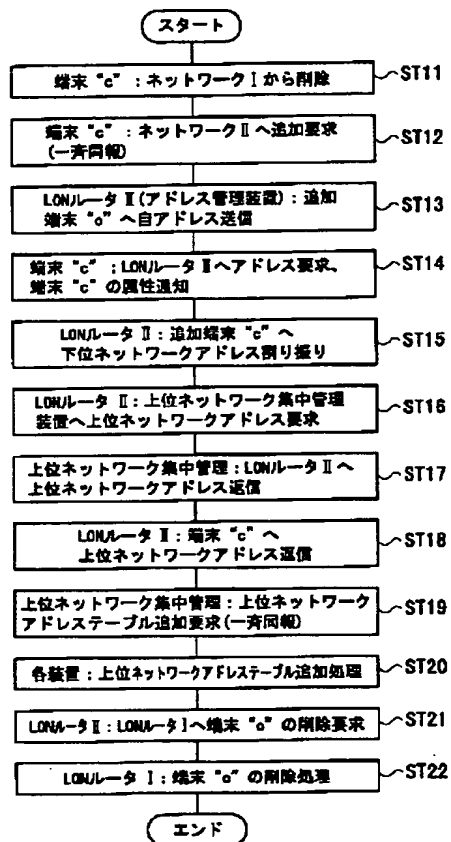 スタート
端末 "c" :ネットワークⅠから削除
ST11
端末 "c" :ネットワークⅡへ追加要求
(一斉同報)
ST12
LONルータⅡ(アドレス管理装置):追加
端末 "c" へ自アドレス送信
ST13
端末 "c" :LONルータⅡへアドレス要求、
端末 "c" の属性通知
ST14
LONルータ Ⅱ:追加端末 "c" へ
下位ネットワークアドレス割り振り
ST15
LONルータ Ⅱ:上位ネットワーク集中管理
装置へ上位ネットワークアドレス要求
ST16
上位ネットワーク集中管理:LONルータⅡへ
上位ネットワークアドレス返信
ST17
LONルータ Ⅱ:端末 "c" へ
上位ネットワークアドレス返信
ST18
上位ネットワーク集中管理:上位ネットワーク
アドレステーブル追加要求(一斉同報)
ST19
各装置:上位ネットワークアドレステーブル追加処理
ST20
LONルータⅡ:LONルータⅠへ端末 "c" の削除要求
ST21
LONルータ Ⅰ:端末 "c" の削除処理
ST22
エンド